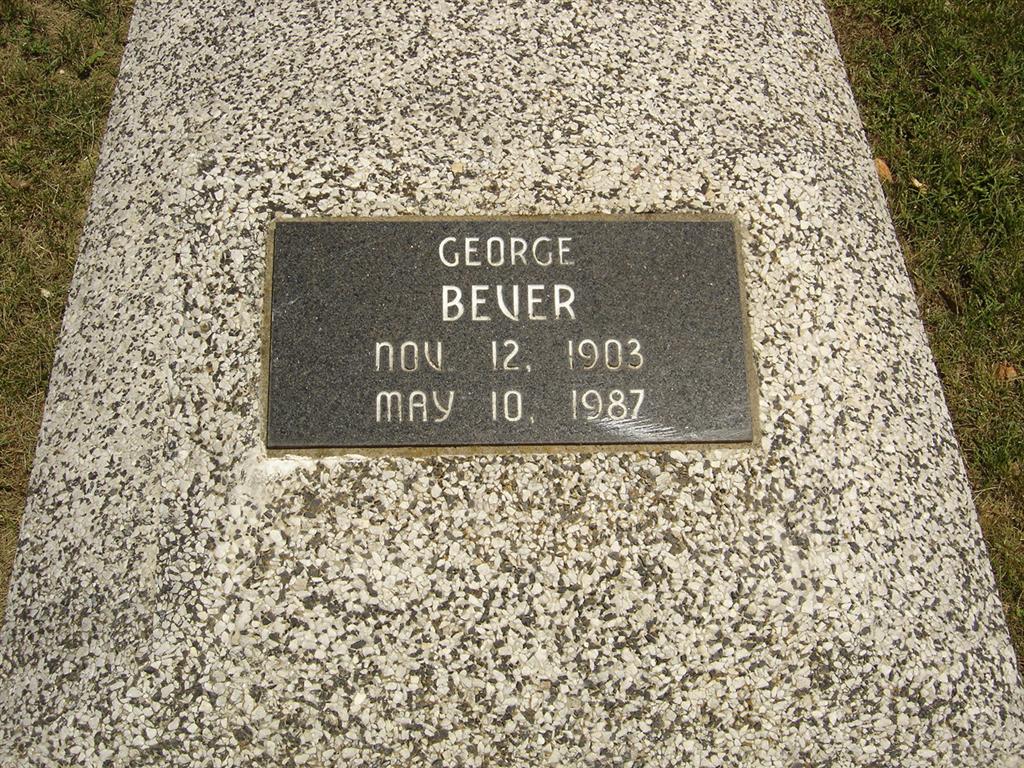 GEORGE
BEVER
NOV. 12, 1903
MAY 10, 1987